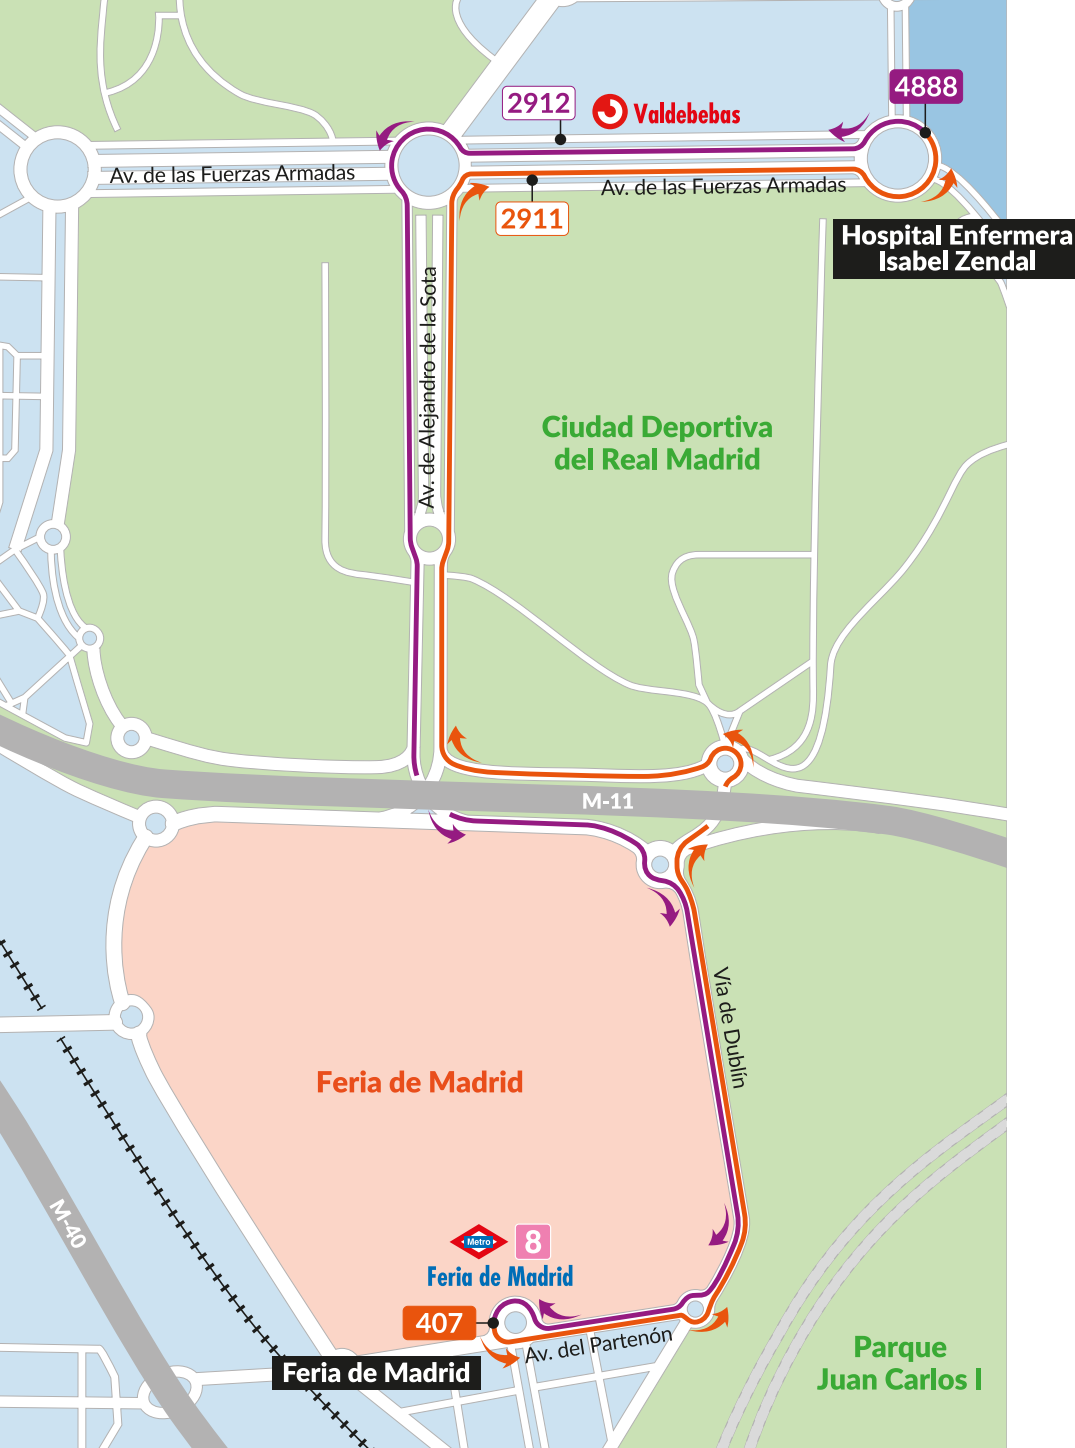 4888
2912
Valdebebas
Av. de las Fuerzas Armadas
Av. de las Fuerzas Armadas
2911
Hospital Enfermera
Isabel Zendal
Av. de Alejandro de la Sota
Ciudad Deportiva
del Real Madrid
M-11
Vía de Dublín
Feria de Madrid
M-40
Metro
8
Feria de Madrid
407
Av. del Partenón
Feria de Madrid
Parque
Juan Carlos I